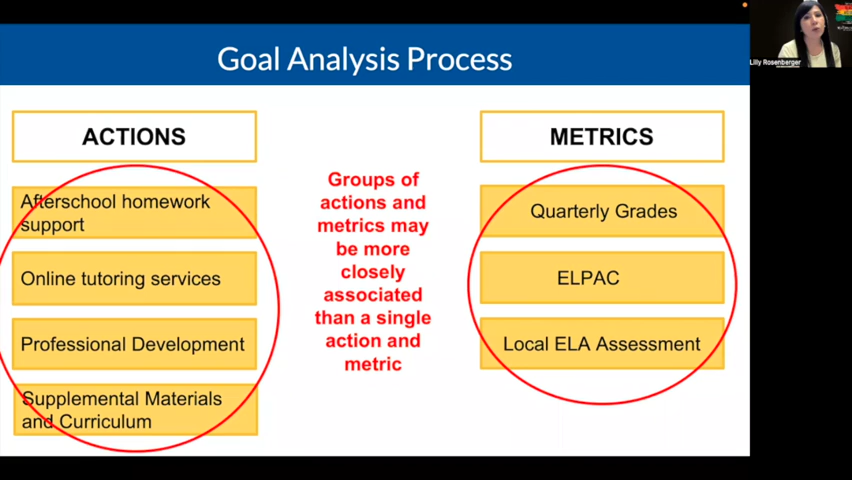 Goal Analysis Process
Lilly Rosenberger
ACTIONS
Afterschool homework
support
Online tutoring services
Professional Development
Supplemental Materials
and Curriculum
Groups of
actions and
metrics may
be more
closely
associated
than a single
action and
metric
METRICS
Quarterly Grades
ELPAC
Local ELA Assessment